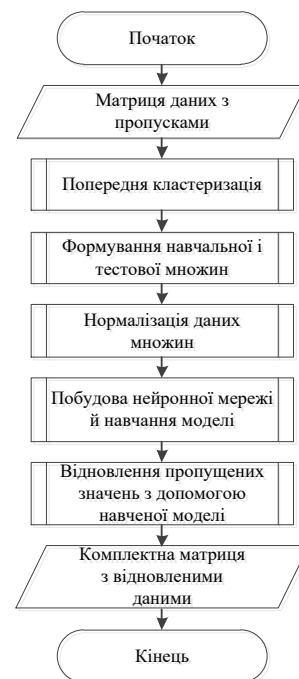 Початок
Матриця даних з
пропусками
Попередня кластеризація
Формування навчальної і
тестової множин
Нормалізація даних
множин
Побудова нейронної мережі
й навчання моделі
Відновлення пропущених
значень з допомогою
навченої моделі
Комплектна матриця
з відновленими
даними
Кінець